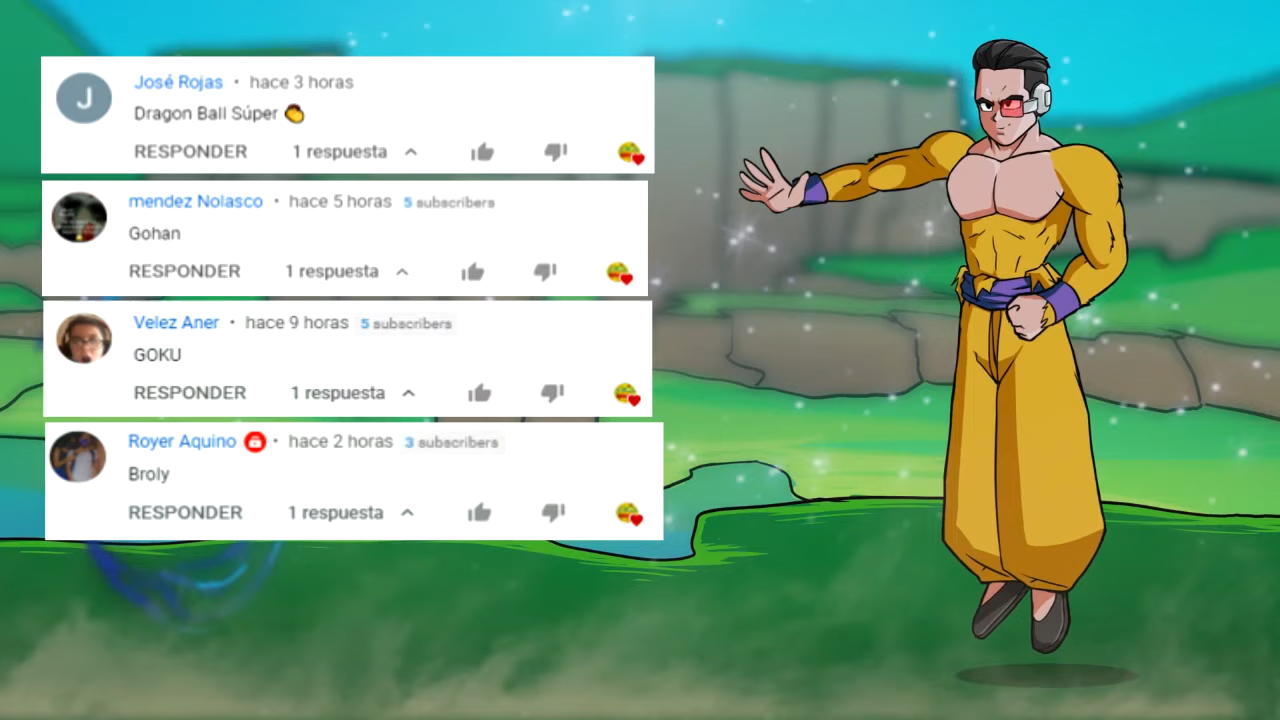 José Rojas • hace 3 horas
Dragon Ball Súper
RESPONDER 1 respuesta
mendez Nolasco • hace 5 horas 5 subscribers
Gohan
RESPONDER 1 respuesta
Velez Aner • hace 9 horas 5 subscribers
GOKU
RESPONDER 1 respuesta
Royer Aquino • hace 2 horas 3 subscribers
Broly
RESPONDER 1 respuesta